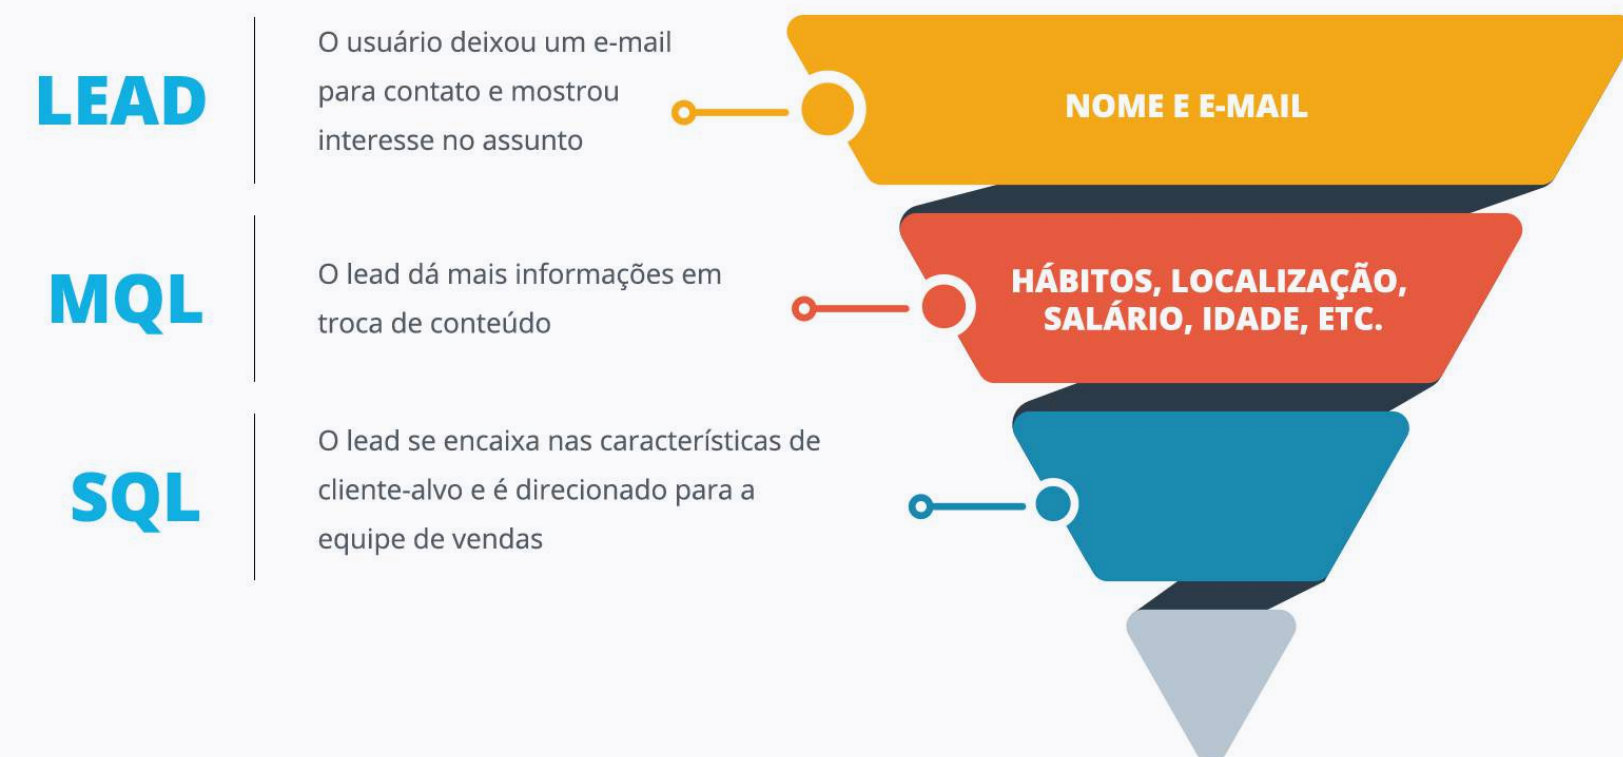 LEAD
O usuário deixou um e-mail
para contato e mostrou
interesse no assunto
NOME E E-MAIL
MQL
O lead dá mais informações em
troca de conteúdo
HÁBITOS, LOCALIZAÇÃO,
SALÁRIO, IDADE, ETC.
SQL
O lead se encaixa nas características de
cliente-alvo e é direcionado para a
equipe de vendas